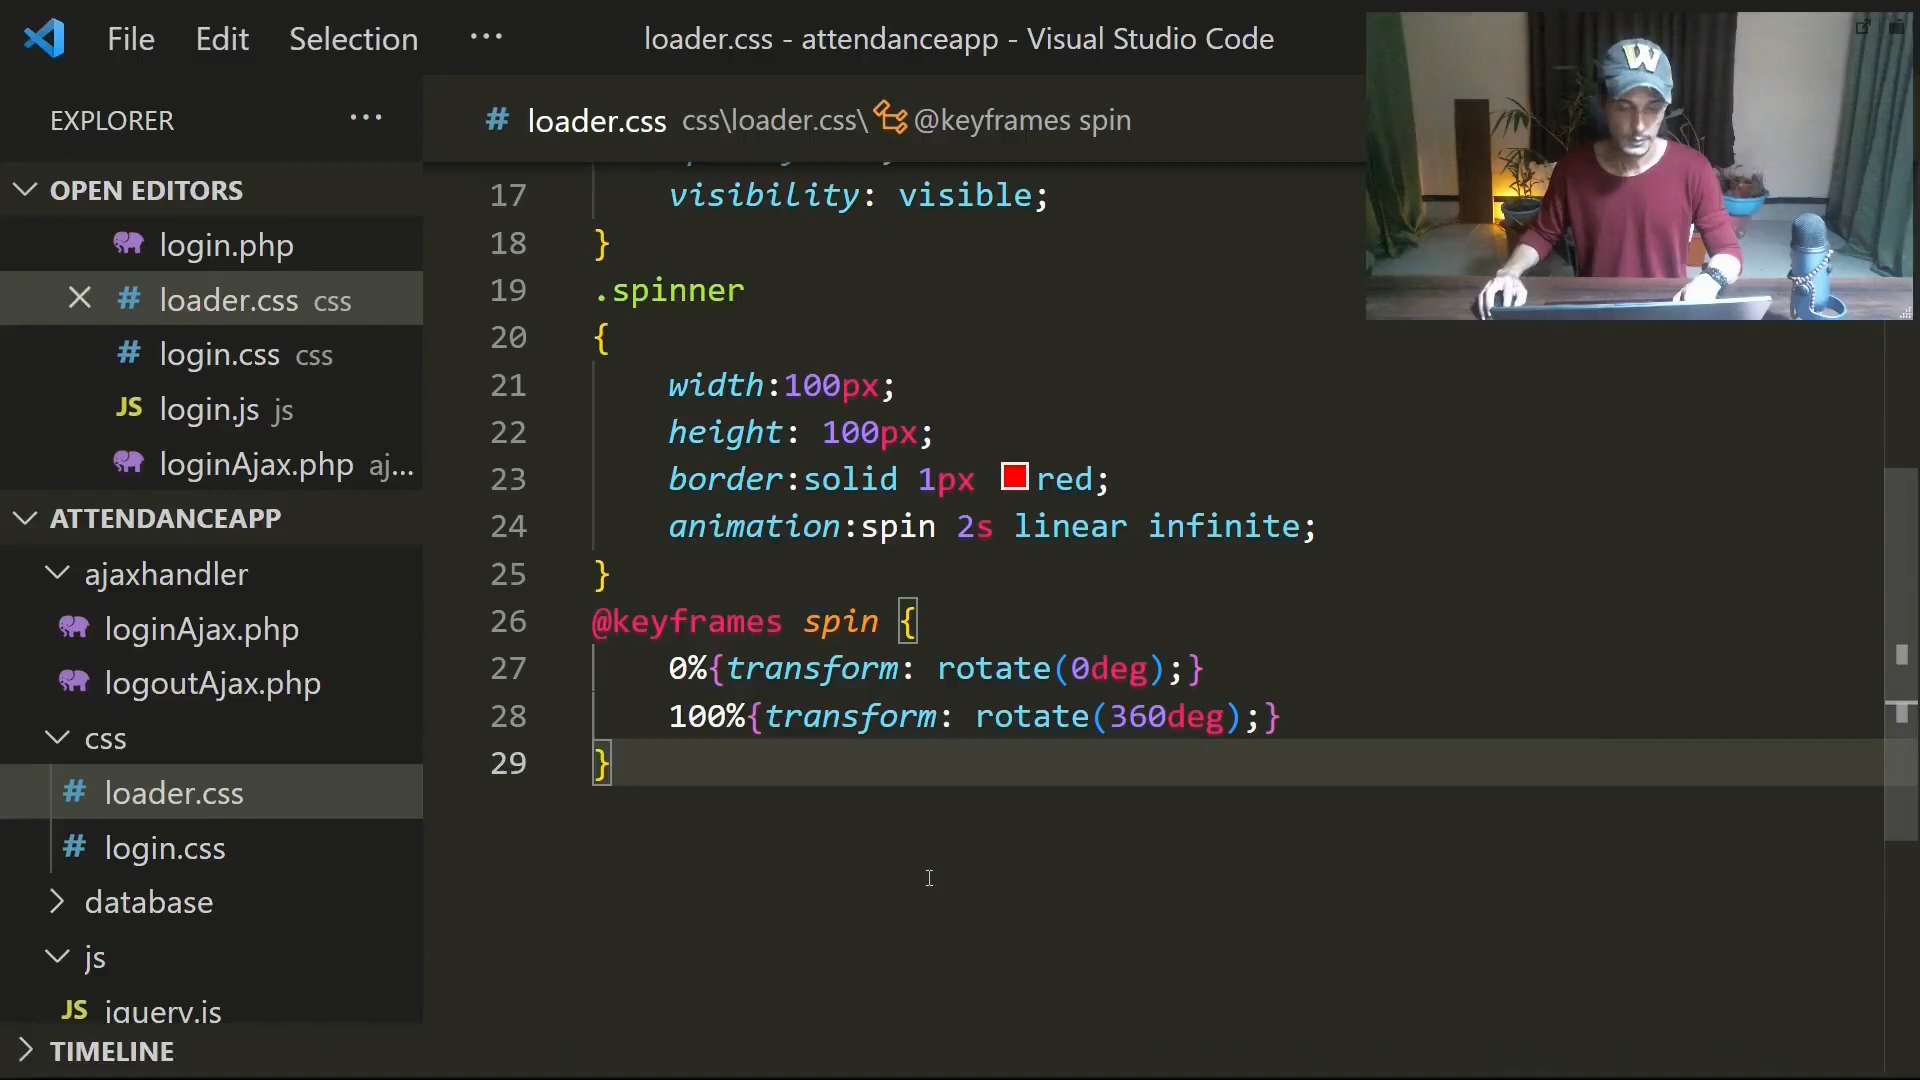 File Edit Selection ··· loader.css - attendanceapp - Visual Studio Code
W
EXPLORER ···
# loader.css css\loader.css\ @keyframes spin
OPEN EDITORS
login.php
# loader.css css
# login.css css
JS login.js js
loginAjax.php aj...
ATTENDANCEAPP
ajaxhandler
loginAjax.php
logoutAjax.php
css
# loader.css
# login.css
database
js
JS jquery.js
TIMELINE
17 visibility: visible;
18 }
19 .spinner
20 {
21 width:100px;
22 height: 100px;
23 border:solid 1px red;
24 animation:spin 2s linear infinite;
25 }
26 @keyframes spin {
27 0%{transform: rotate(0deg);}
28 100%{transform: rotate(360deg);}
29 }